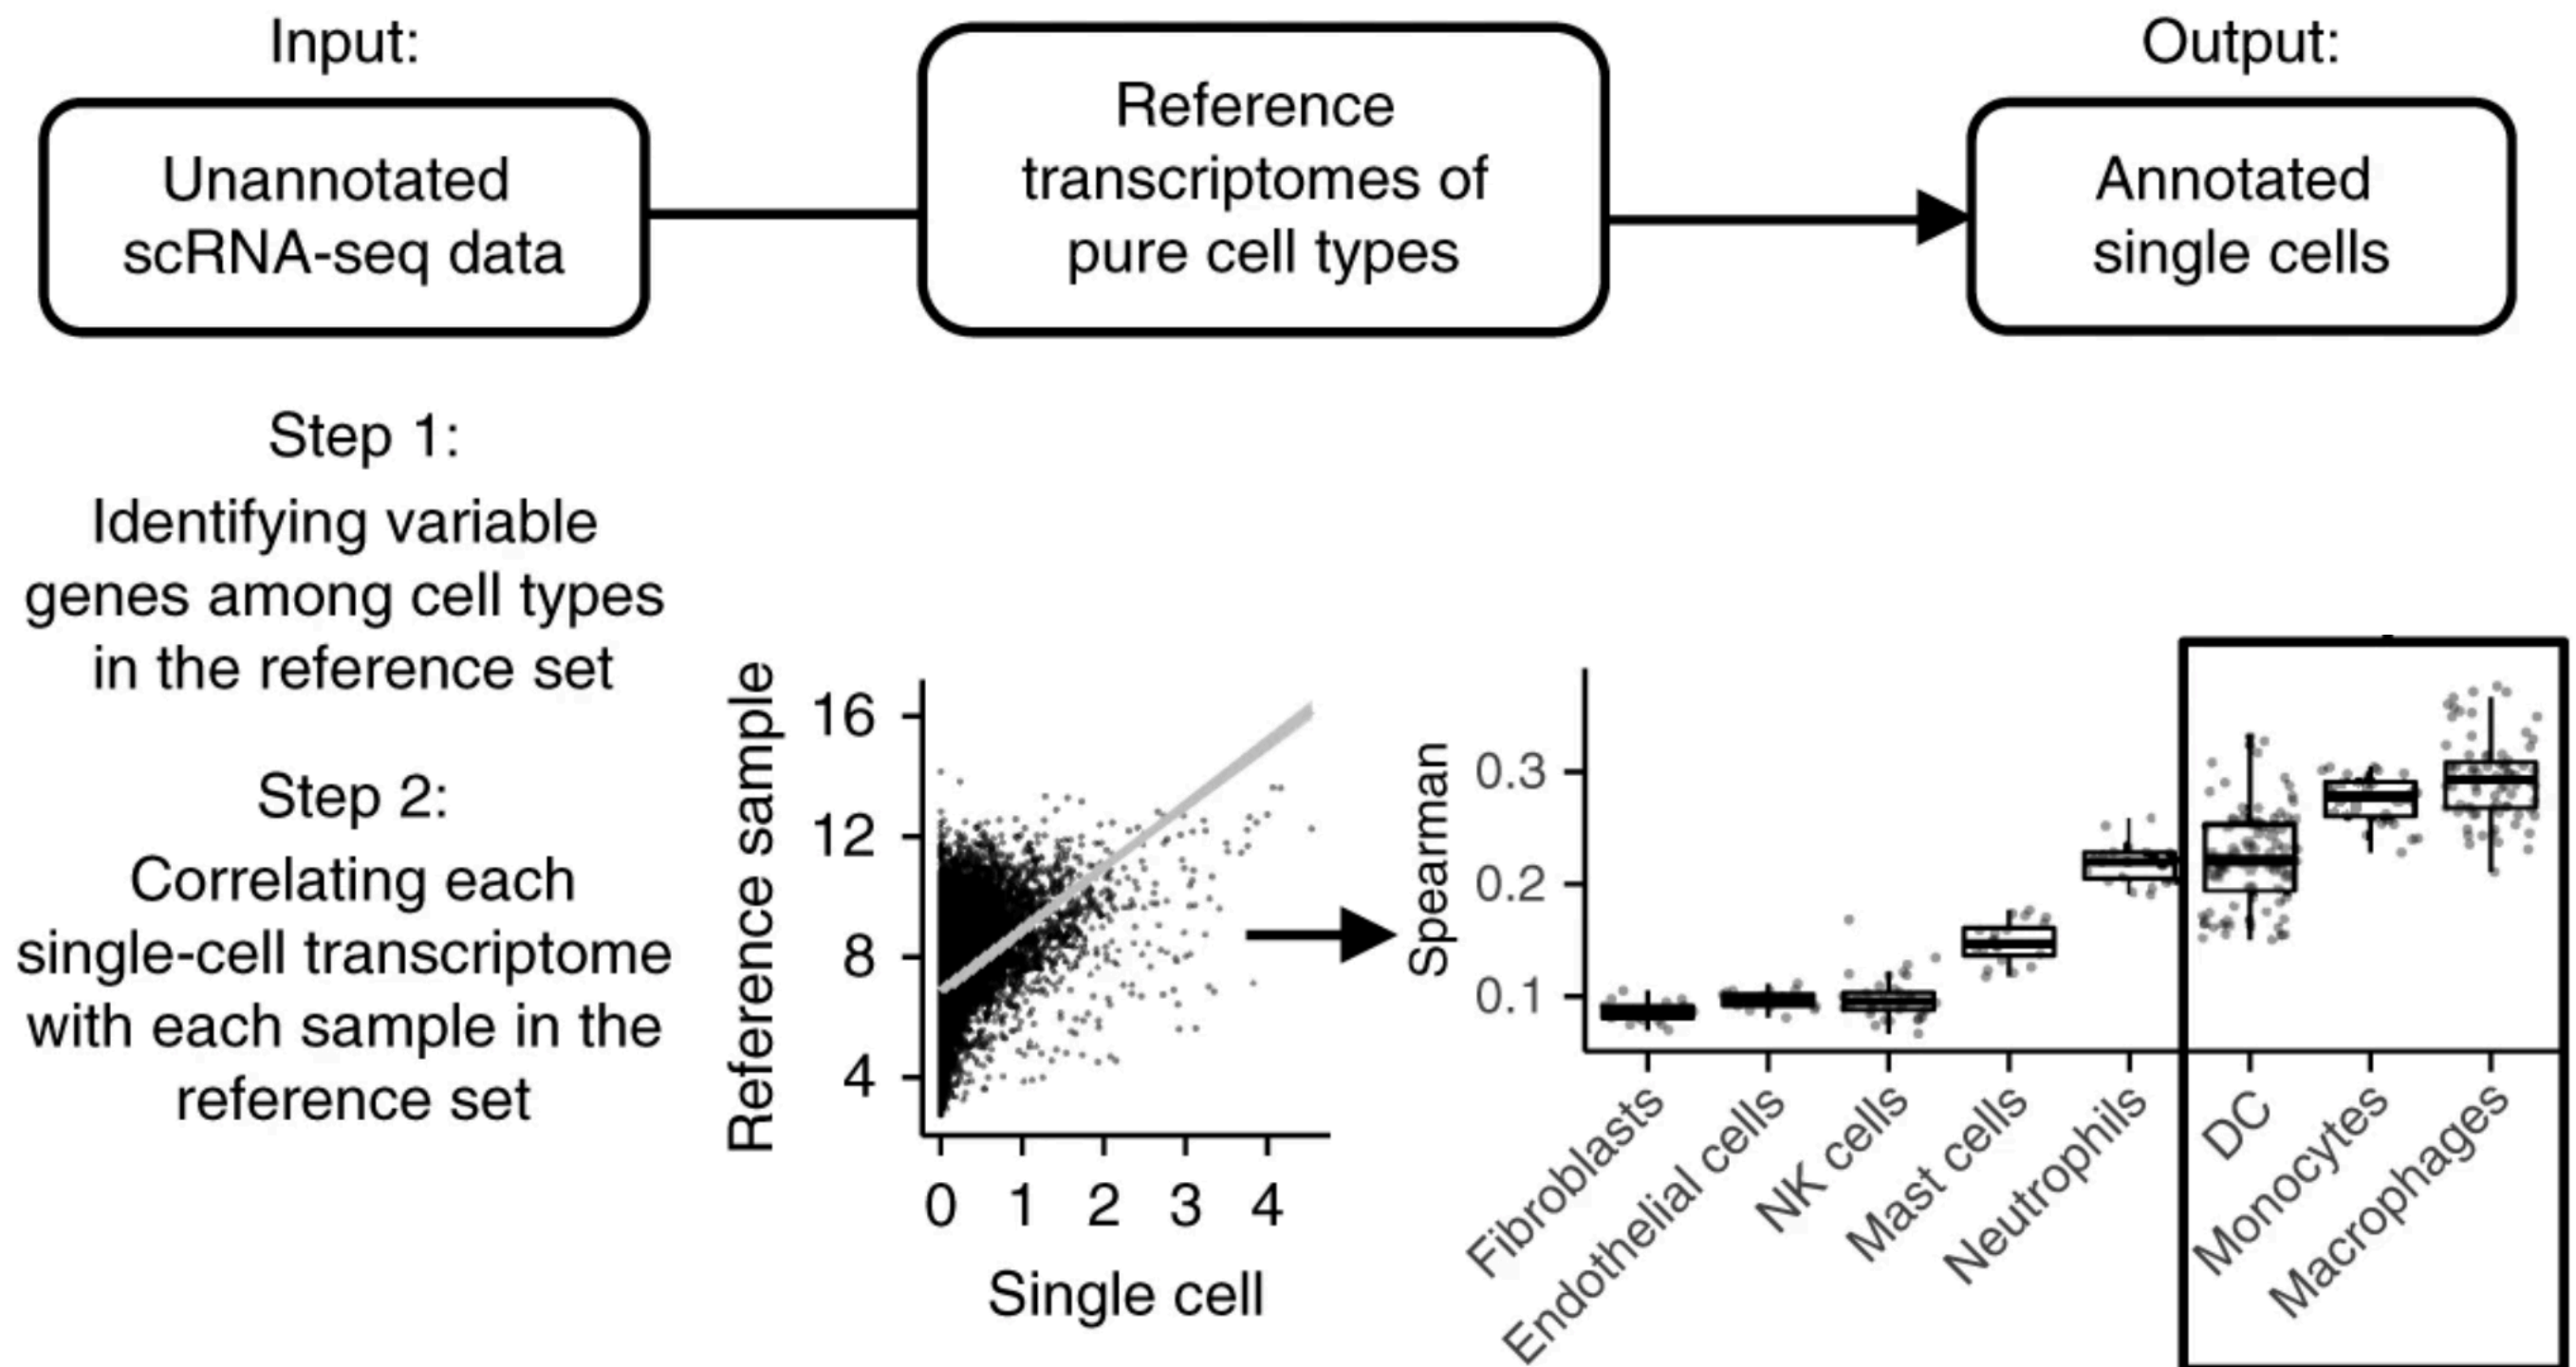 Input:
Unannotated
scRNA-seq data
Reference
transcriptomes of
pure cell types
Output:
Annotated
single cells
Step 1:
Identifying variable
genes among cell types
in the reference set
Step 2:
Correlating each
single-cell transcriptome
with each sample in the
reference set
Reference sample
16
12
8
4
0 1 2 3 4
Single cell
Spearman
0.3
0.2
0.1
Fibroblasts
Endothelial cells
NK cells
Mast cells
Neutrophils
DC
Monocytes
Macrophages